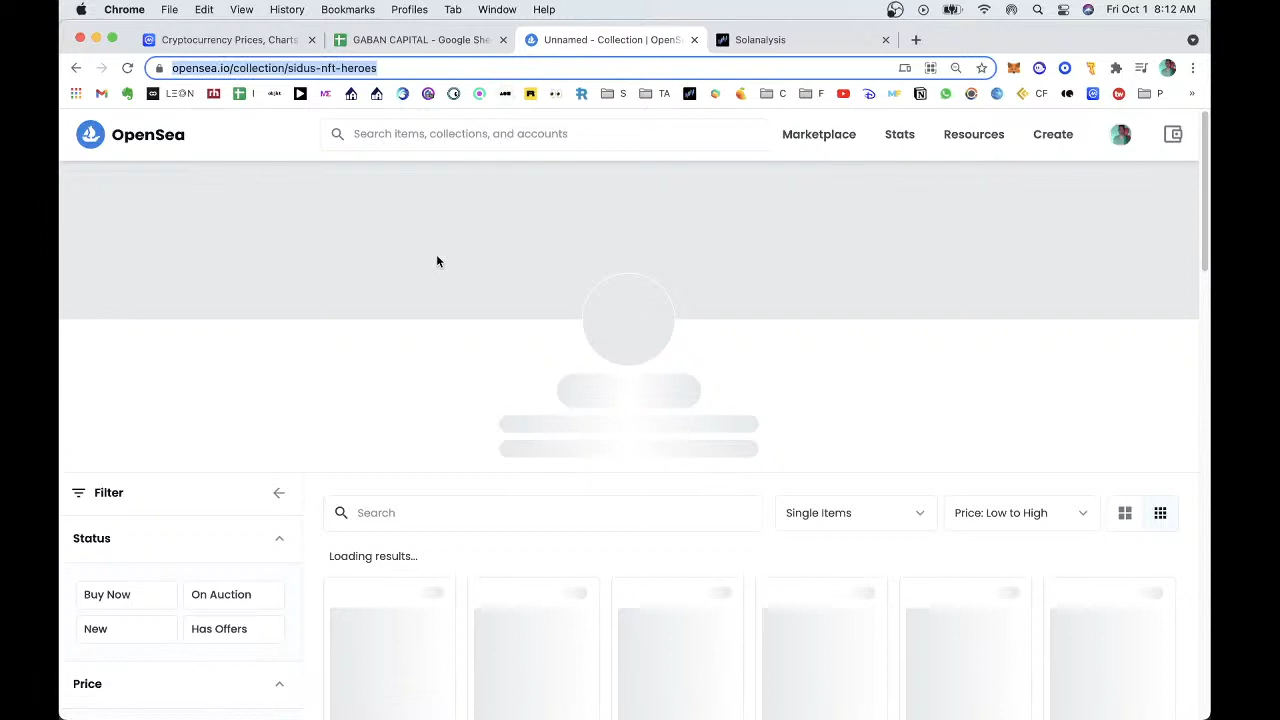 Chrome File Edit View History Bookmarks Profiles Tab Window Help Fri Oct 1 8:12 AM
Cryptocurrency Prices, Charts GABAN CAPITAL - Google She Unnamed - Collection | OpenS Solanalysis
opensea.io/collection/sidus-nft-heroes
LEON I S TA C F CF P »
OpenSea Search items, collections, and accounts Marketplace Stats Resources Create
Filter
Search Single Items Price: Low to High
Status
Loading results...
Buy Now On Auction
New Has Offers
Price